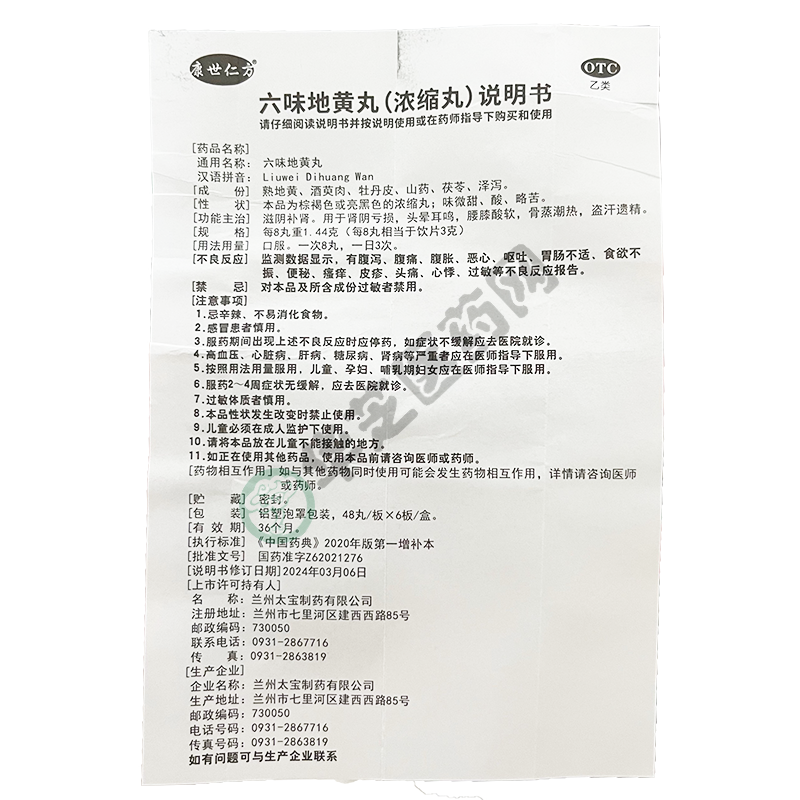 康世仁方®
OTC
乙类
六味地黄丸(浓缩丸)说明书
请仔细阅读说明书并按说明使用或在药师指导下购买和使用
[药品名称]
通用名称：六味地黄丸
汉语拼音：Liuwei Dihuang Wan
[成 份] 熟地黄、酒萸肉、牡丹皮、山药、茯苓、泽泻。
[性 状] 本品为棕褐色或亮黑色的浓缩丸；味微甜、酸、略苦。
[功能主治] 滋阴补肾。用于肾阴亏损，头晕耳鸣，腰膝酸软，骨蒸潮热，盗汗遗精。
[规 格] 每8丸重1.44克（每8丸相当于饮片3克）
[用法用量] 口服。一次8丸，一日3次。
[不良反应] 监测数据显示，有腹泻、腹痛、腹胀、恶心、呕吐、胃肠不适、食欲不
振、便秘、瘙痒、皮疹、头痛、心悸、过敏等不良反应报告。
[禁 忌] 对本品及所含成份过敏者禁用。
[注意事项]
1.忌辛辣、不易消化食物。
2.感冒患者慎用。
3.服药期间出现上述不良反应时应停药，如症状不缓解应去医院就诊。
4.高血压、心脏病、肝病、糖尿病、肾病等严重者应在医师指导下服用。
5.按照用法用量服用，儿童、孕妇、哺乳期妇女应在医师指导下服用。
6.服药2～4周症状无缓解，应去医院就诊。
7.过敏体质者慎用。
8.本品性状发生改变时禁止使用。
9.儿童必须在成人监护下使用。
10.请将本品放在儿童不能接触的地方。
11.如正在使用其他药品，使用本品前请咨询医师或药师。
[药物相互作用] 如与其他药物同时使用可能会发生药物相互作用，详情请咨询医师
或药师。
[贮 藏] 密封。
[包 装] 铝塑泡罩包装，48丸/板×6板/盒。
[有 效 期] 36个月。
[执行标准] 《中国药典》2020年版第一增补本
[批准文号] 国药准字Z62021276
[说明书修订日期]2024年03月06日
[上市许可持有人]
名 称：兰州太宝制药有限公司
注册地址：兰州市七里河区建西西路85号
邮政编码：730050
联系电话：0931-2867716
传 真：0931-2863819
[生产企业]
企业名称：兰州太宝制药有限公司
生产地址：兰州市七里河区建西西路85号
邮政编码：730050
电话号码：0931-2867716
传真号码：0931-2863819
如有问题可与生产企业联系